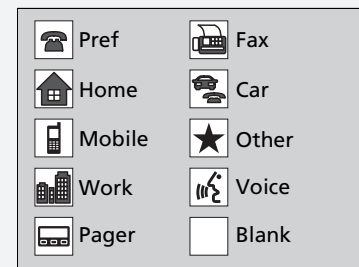 Pref
Home
Mobile
Work
Pager
Fax
Car
Other
Voice
Blank